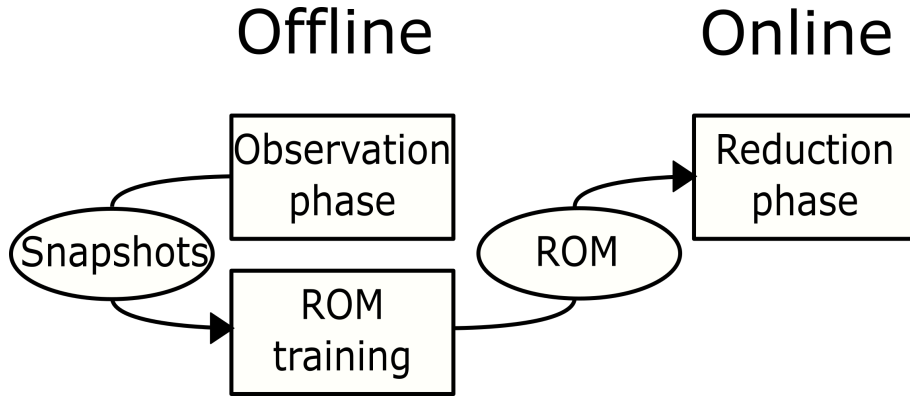 Offline
Online
Observation
phase
Reduction
phase
Snapshots
ROM
ROM
training